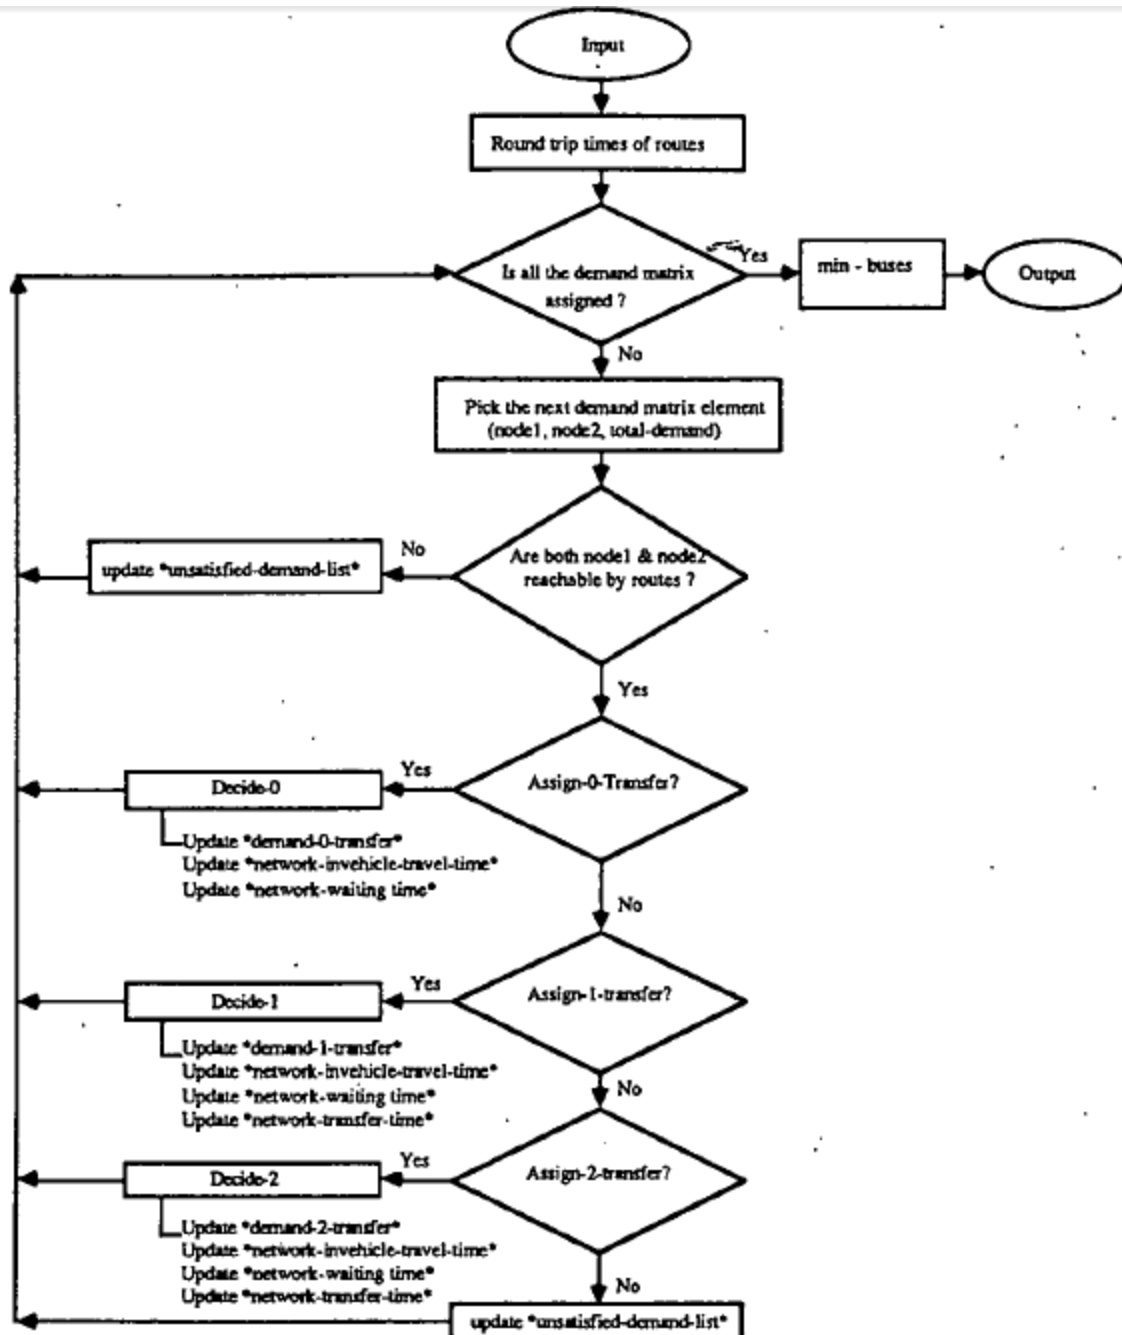 Input
Round trip times of routes
Is all the demand matrix
assigned ?
Yes
min - buses
Output
No
Pick the next demand matrix element
(node1, node2, total-demand)
Are both node1 & node2
reachable by routes ?
No
update *unsatisfied-demand-list*
Yes
Assign-0-Transfer?
Yes
Decide-0
Update *demand-0-transfer*
Update *network-invehicle-travel-time*
Update *network-waiting time*
No
Assign-1-transfer?
Yes
Decide-1
Update *demand-1-transfer*
Update *network-invehicle-travel-time*
Update *network-waiting time*
Update *network-transfer-time*
No
Assign-2-transfer?
Yes
Decide-2
Update *demand-2-transfer*
Update *network-invehicle-travel-time*
Update *network-waiting time*
Update *network-transfer-time*
No
update *unsatisfied-demand-list*